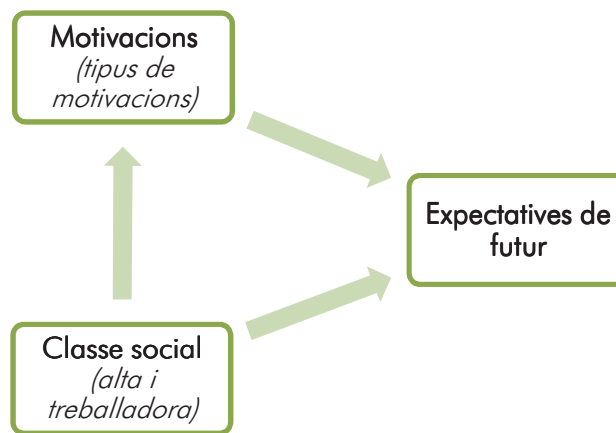 Motivacions
(tipus de
motivacions)
Expectatives de
futur
Classe social
(alta i
treballadora)